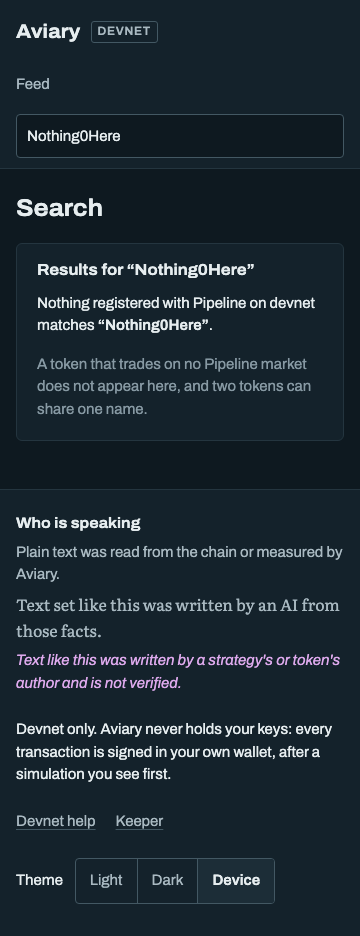 Aviary DEVNET
Feed
Nothing0Here
Search
Results for “Nothing0Here”
Nothing registered with Pipeline on devnet
matches “Nothing0Here”.
A token that trades on no Pipeline market
does not appear here, and two tokens can
share one name.
Who is speaking
Plain text was read from the chain or measured by
Aviary.
Text set like this was written by an AI from
those facts.
Text like this was written by a strategy's or token's
author and is not verified.
Devnet only. Aviary never holds your keys: every
transaction is signed in your own wallet, after a
simulation you see first.
Devnet help Keeper
Theme Light Dark Device